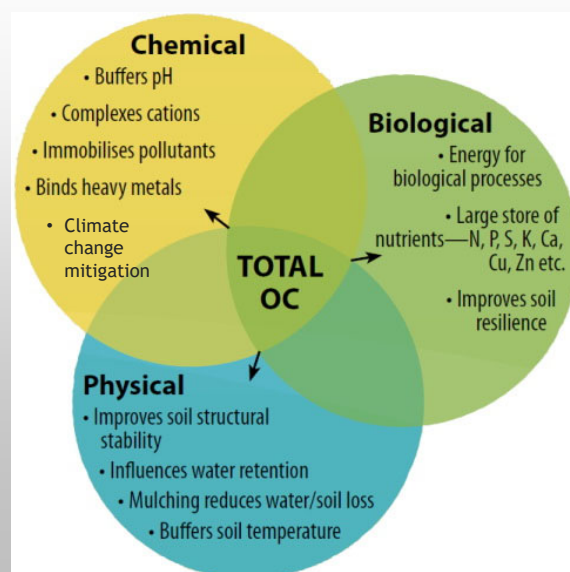 Chemical
• Buffers pH
• Complexes cations
• Immobilises pollutants
• Binds heavy metals
• Climate
change
mitigation
Biological
• Energy for
biological processes
• Large store of
nutrients—N, P, S, K, Ca,
Cu, Zn etc.
• Improves soil
resilience
TOTAL
OC
Physical
• Improves soil structural
stability
• Influences water retention
• Mulching reduces water/soil loss
• Buffers soil temperature